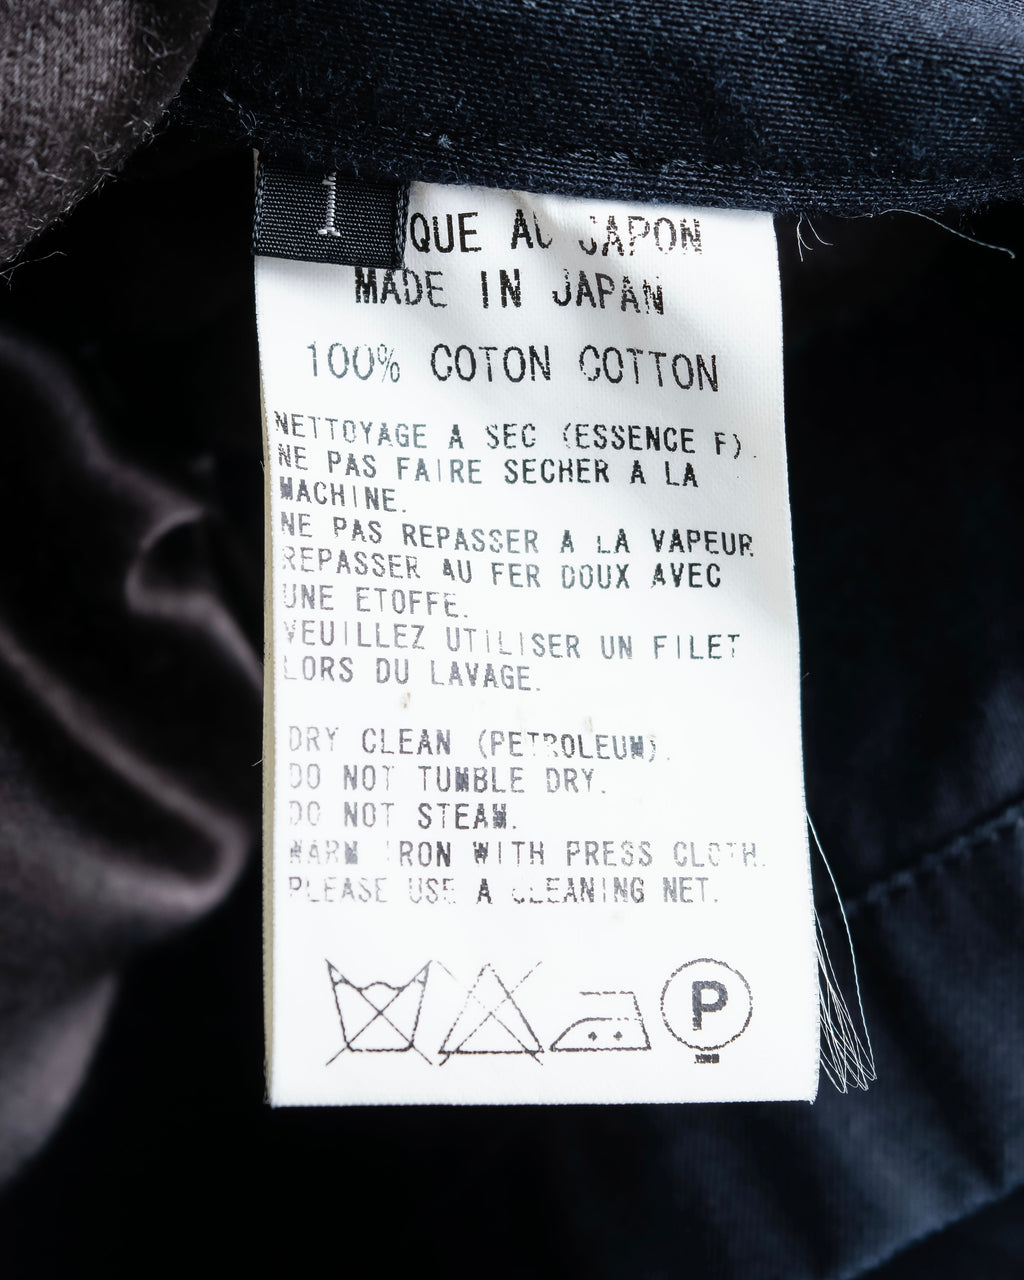 1
QUE AU JAPON
MADE IN JAPAN
100% COTON COTTON
NETTOYAGE A SEC (ESSENCE F).
NE PAS FAIRE SECHER A LA
MACHINE.
NE PAS REPASSER A LA VAPEUR
REPASSER AU FER DOUX AVEC
UNE ETOFFE.
VEUILLEZ UTILISER UN FILET
LORS DU LAVAGE.
DRY CLEAN (PETROLEUM).
DO NOT TUMBLE DRY.
DO NOT STEAM.
WARM IRON WITH PRESS CLOTH.
PLEASE USE A CLEANING NET.
P